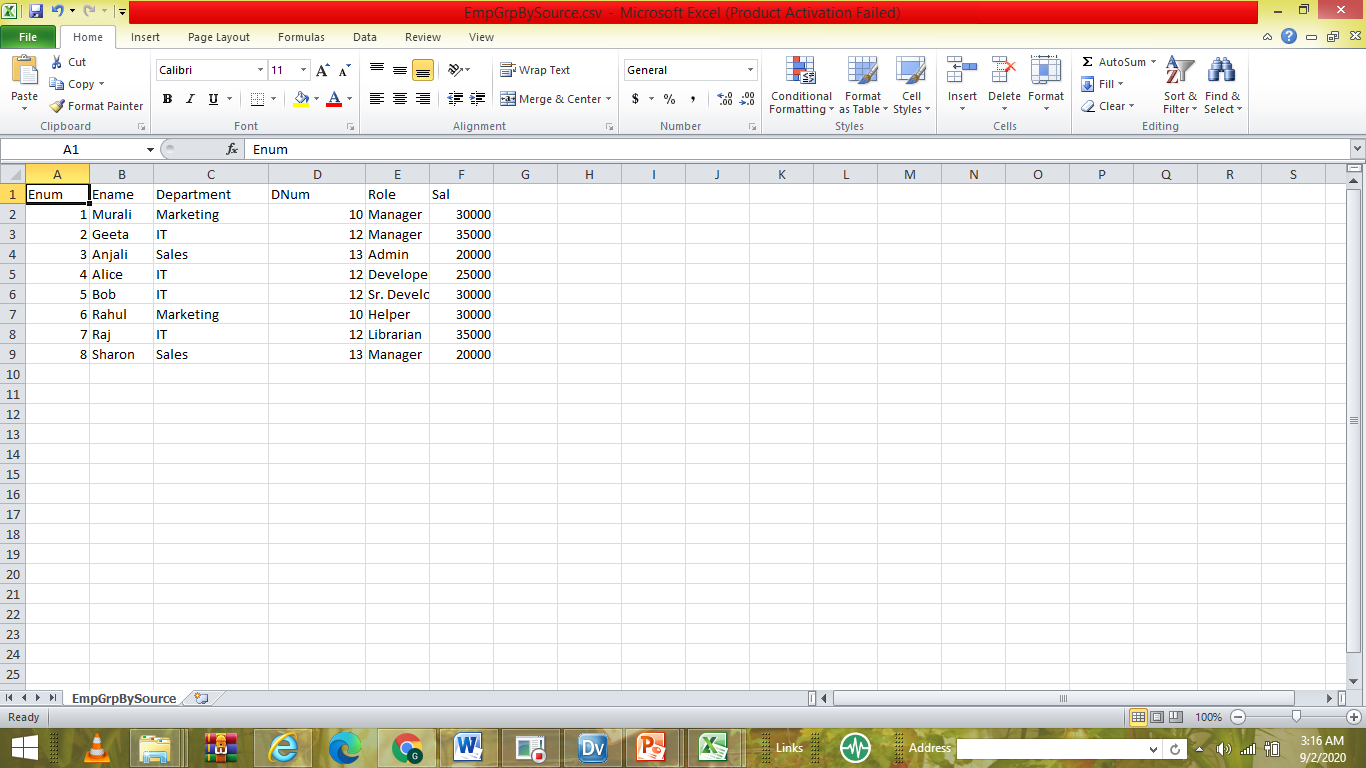 EmpGrpBySource.csv - Microsoft Excel (Product Activation Failed)
File Home Insert Page Layout Formulas Data Review View
Paste
Cut
Copy
Format Painter
Calibri 11
B I U
Wrap Text
Merge & Center
General
$ % ,
Conditional Formatting
Format as Table
Cell Styles
Insert Delete Format
Σ AutoSum
Fill
Clear
Sort & Filter
Find & Select
Clipboard Font Alignment Number Styles Cells Editing
A1 fx Enum
A B C D E F G H I J K L M N O P Q R S
1 Enum Ename Department DNum Role Sal
2 1 Murali Marketing 10 Manager 30000
3 2 Geeta IT 12 Manager 35000
4 3 Anjali Sales 13 Admin 20000
5 4 Alice IT 12 Develope 25000
6 5 Bob IT 12 Sr. Develo 30000
7 6 Rahul Marketing 10 Helper 30000
8 7 Raj IT 12 Librarian 35000
9 8 Sharon Sales 13 Manager 20000
10
11
12
13
14
15
16
17
18
19
20
21
22
23
24
25
EmpGrpBySource
Ready 100%
Links Address
3:16 AM
9/2/2020